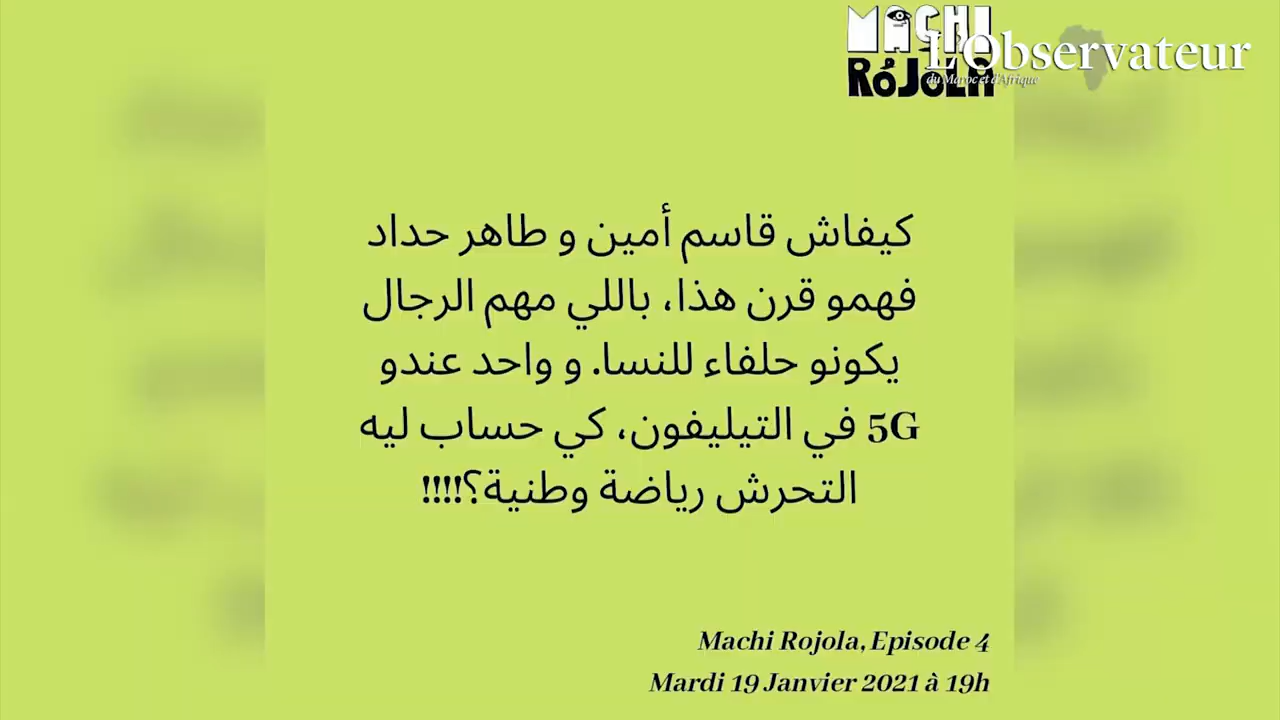 MACHI
ROJOLA
L'Observateur
du Maroc et d'Afrique
كيفاش قاسم أمين و طاهر حداد
فهمو قرن هذا، باللي مهم الرجال
يكونو حلفاء للنسا. و واحد عندو
5G في التيليفون، كي حساب ليه
التحرش رياضة وطنية؟!!!!
Machi Rojola, Episode 4
Mardi 19 Janvier 2021 à 19h